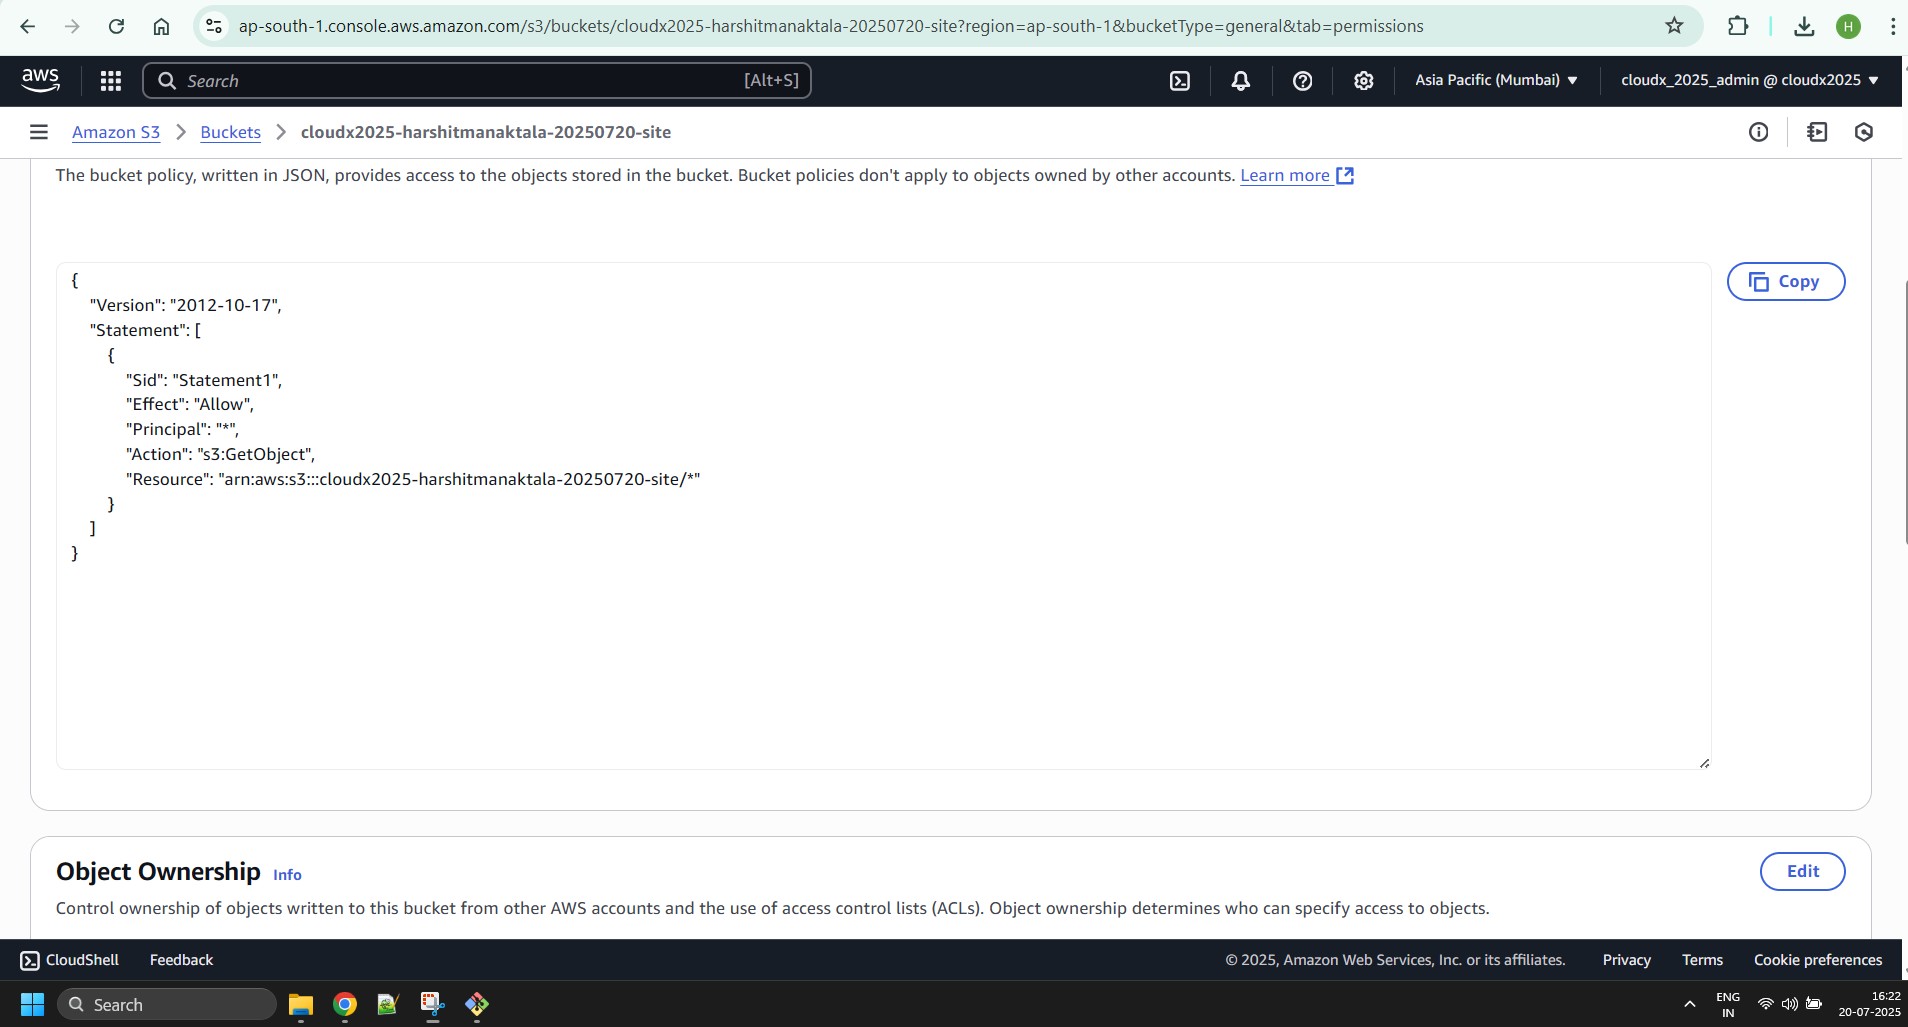 ap-south-1.console.aws.amazon.com/s3/buckets/cloudx2025-harshitmanaktala-20250720-site?region=ap-south-1&bucketType=general&tab=permissions
H
aws
Search
[Alt+S]
Asia Pacific (Mumbai)
cloudx_2025_admin @ cloudx2025
Amazon S3
Buckets
cloudx2025-harshitmanaktala-20250720-site
The bucket policy, written in JSON, provides access to the objects stored in the bucket. Bucket policies don't apply to objects owned by other accounts. Learn more
Copy
{
"Version": "2012-10-17",
"Statement": [
{
"Sid": "Statement1",
"Effect": "Allow",
"Principal": "*",
"Action": "s3:GetObject",
"Resource": "arn:aws:s3:::cloudx2025-harshitmanaktala-20250720-site/*"
}
]
}
Object Ownership Info
Edit
Control ownership of objects written to this bucket from other AWS accounts and the use of access control lists (ACLs). Object ownership determines who can specify access to objects.
CloudShell
Feedback
© 2025, Amazon Web Services, Inc. or its affiliates.
Privacy
Terms
Cookie preferences
Search
ENG
IN
16:22
20-07-2025